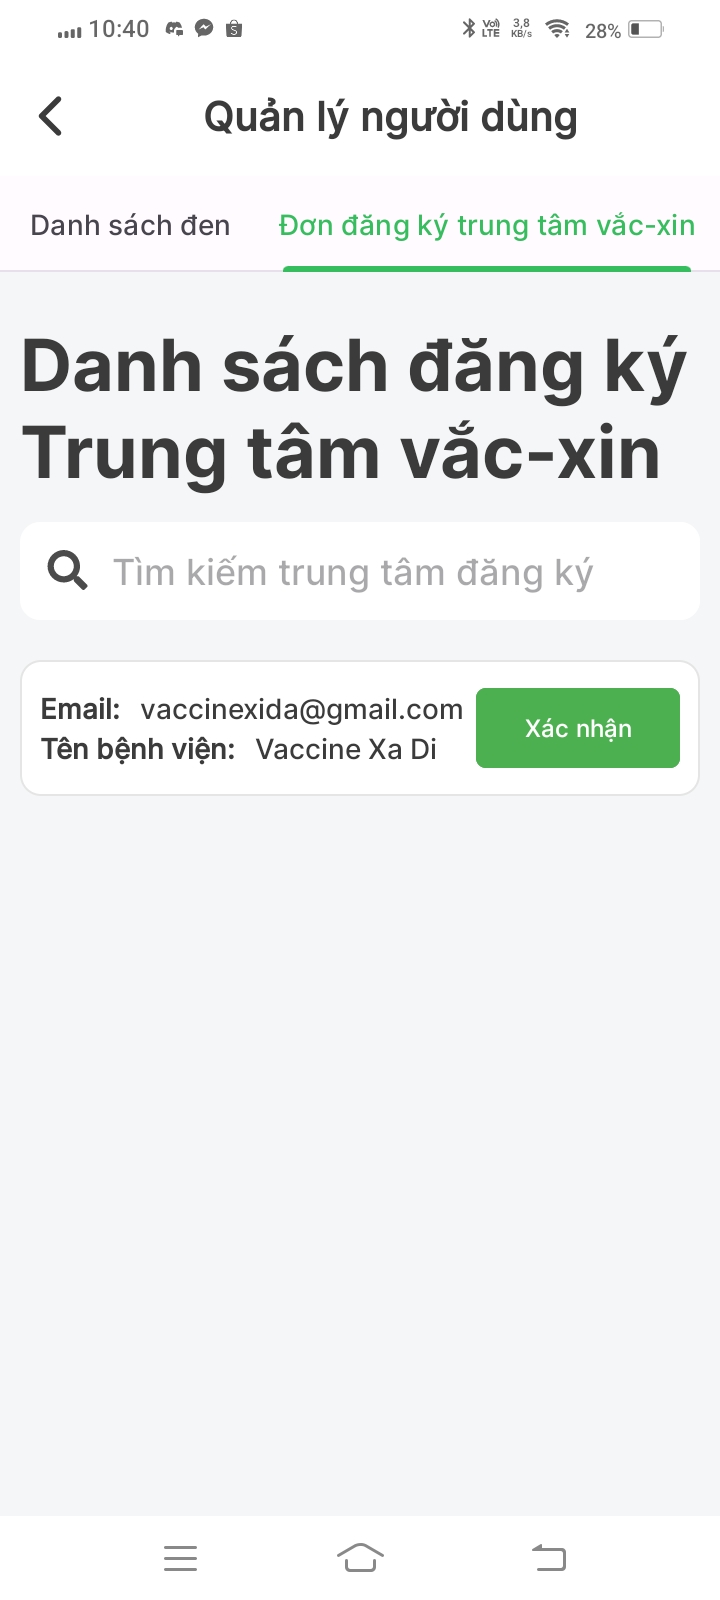 10:40 Vo) LTE 3,8 KB/s 28%
Quản lý người dùng
Danh sách đen Đơn đăng ký trung tâm vắc-xin
Danh sách đăng ký
Trung tâm vắc-xin
Tìm kiếm trung tâm đăng ký
Email: vaccinexida@gmail.com
Tên bệnh viện: Vaccine Xa Di
Xác nhận